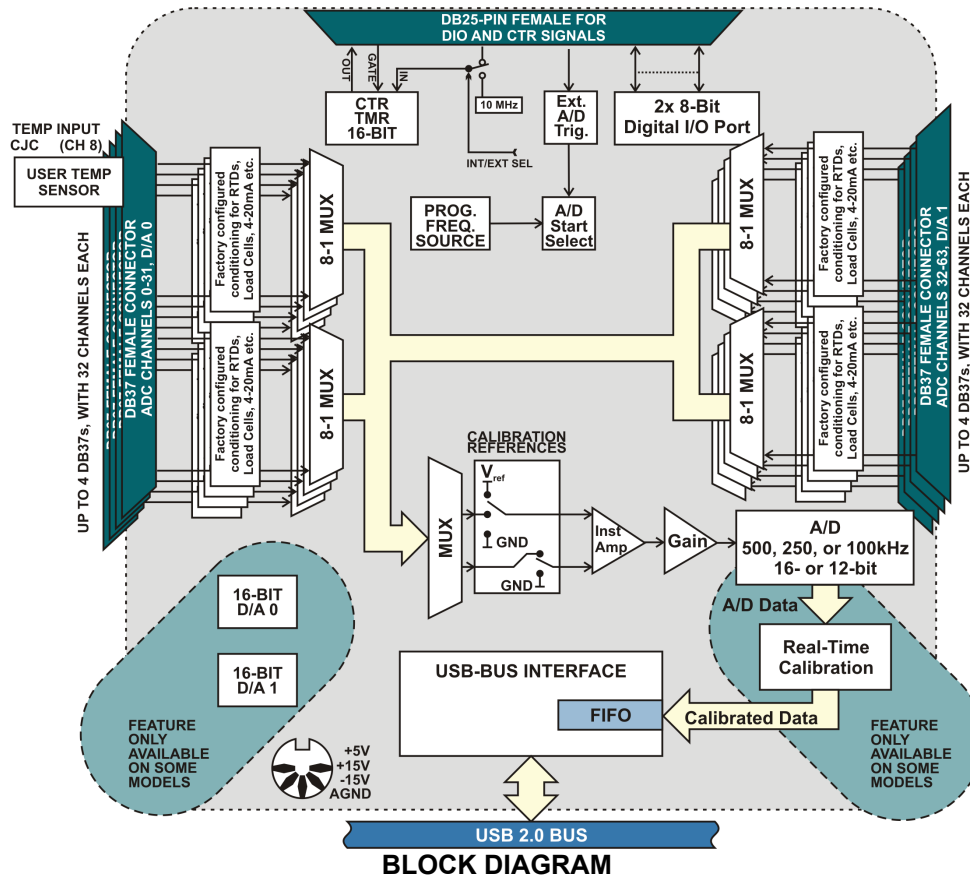 DB25-PIN FEMALE FOR
DIO AND CTR SIGNALS
OUT
GATE
IN
CTR
TMR
16-BIT
10 MHz
INT/EXT SEL
Ext.
A/D
Trig.
2x 8-Bit
Digital I/O Port
PROG.
FREQ.
SOURCE
A/D
Start
Select
TEMP INPUT
CJC (CH 8)
USER TEMP
SENSOR
UP TO 4 DB37s, WITH 32 CHANNELS EACH
DB37 FEMALE CONNECTOR
ADC CHANNELS 0-31, D/A 0
Factory configured
conditioning for RTDs,
Load Cells, 4-20mA etc.
8-1 MUX
Factory configured
conditioning for RTDs,
Load Cells, 4-20mA etc.
8-1 MUX
8-1 MUX
Factory configured
conditioning for RTDs,
Load Cells, 4-20mA etc.
8-1 MUX
Factory configured
conditioning for RTDs,
Load Cells, 4-20mA etc.
DB37 FEMALE CONNECTOR
ADC CHANNELS 32-63, D/A 1
UP TO 4 DB37s, WITH 32 CHANNELS EACH
CALIBRATION
REFERENCES
MUX
Vref
GND
GND
Inst
Amp
Gain
A/D
500, 250, or 100kHz
16- or 12-bit
A/D Data
Real-Time
Calibration
Calibrated Data
16-BIT
D/A 0
16-BIT
D/A 1
FEATURE
ONLY
AVAILABLE
ON SOME
MODELS
+5V
+15V
-15V
AGND
USB-BUS INTERFACE
FIFO
FEATURE
ONLY
AVAILABLE
ON SOME
MODELS
USB 2.0 BUS
BLOCK DIAGRAM